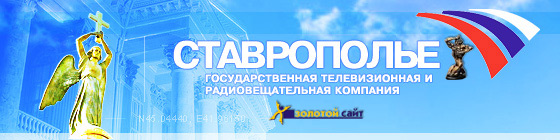 СТАВРОПОЛЬЕ
ГОСУДАРСТВЕННАЯ ТЕЛЕВИЗИОННАЯ И
РАДИОВЕЩАТЕЛЬНАЯ КОМПАНИЯ
ЗОЛОТОЙ САЙТ